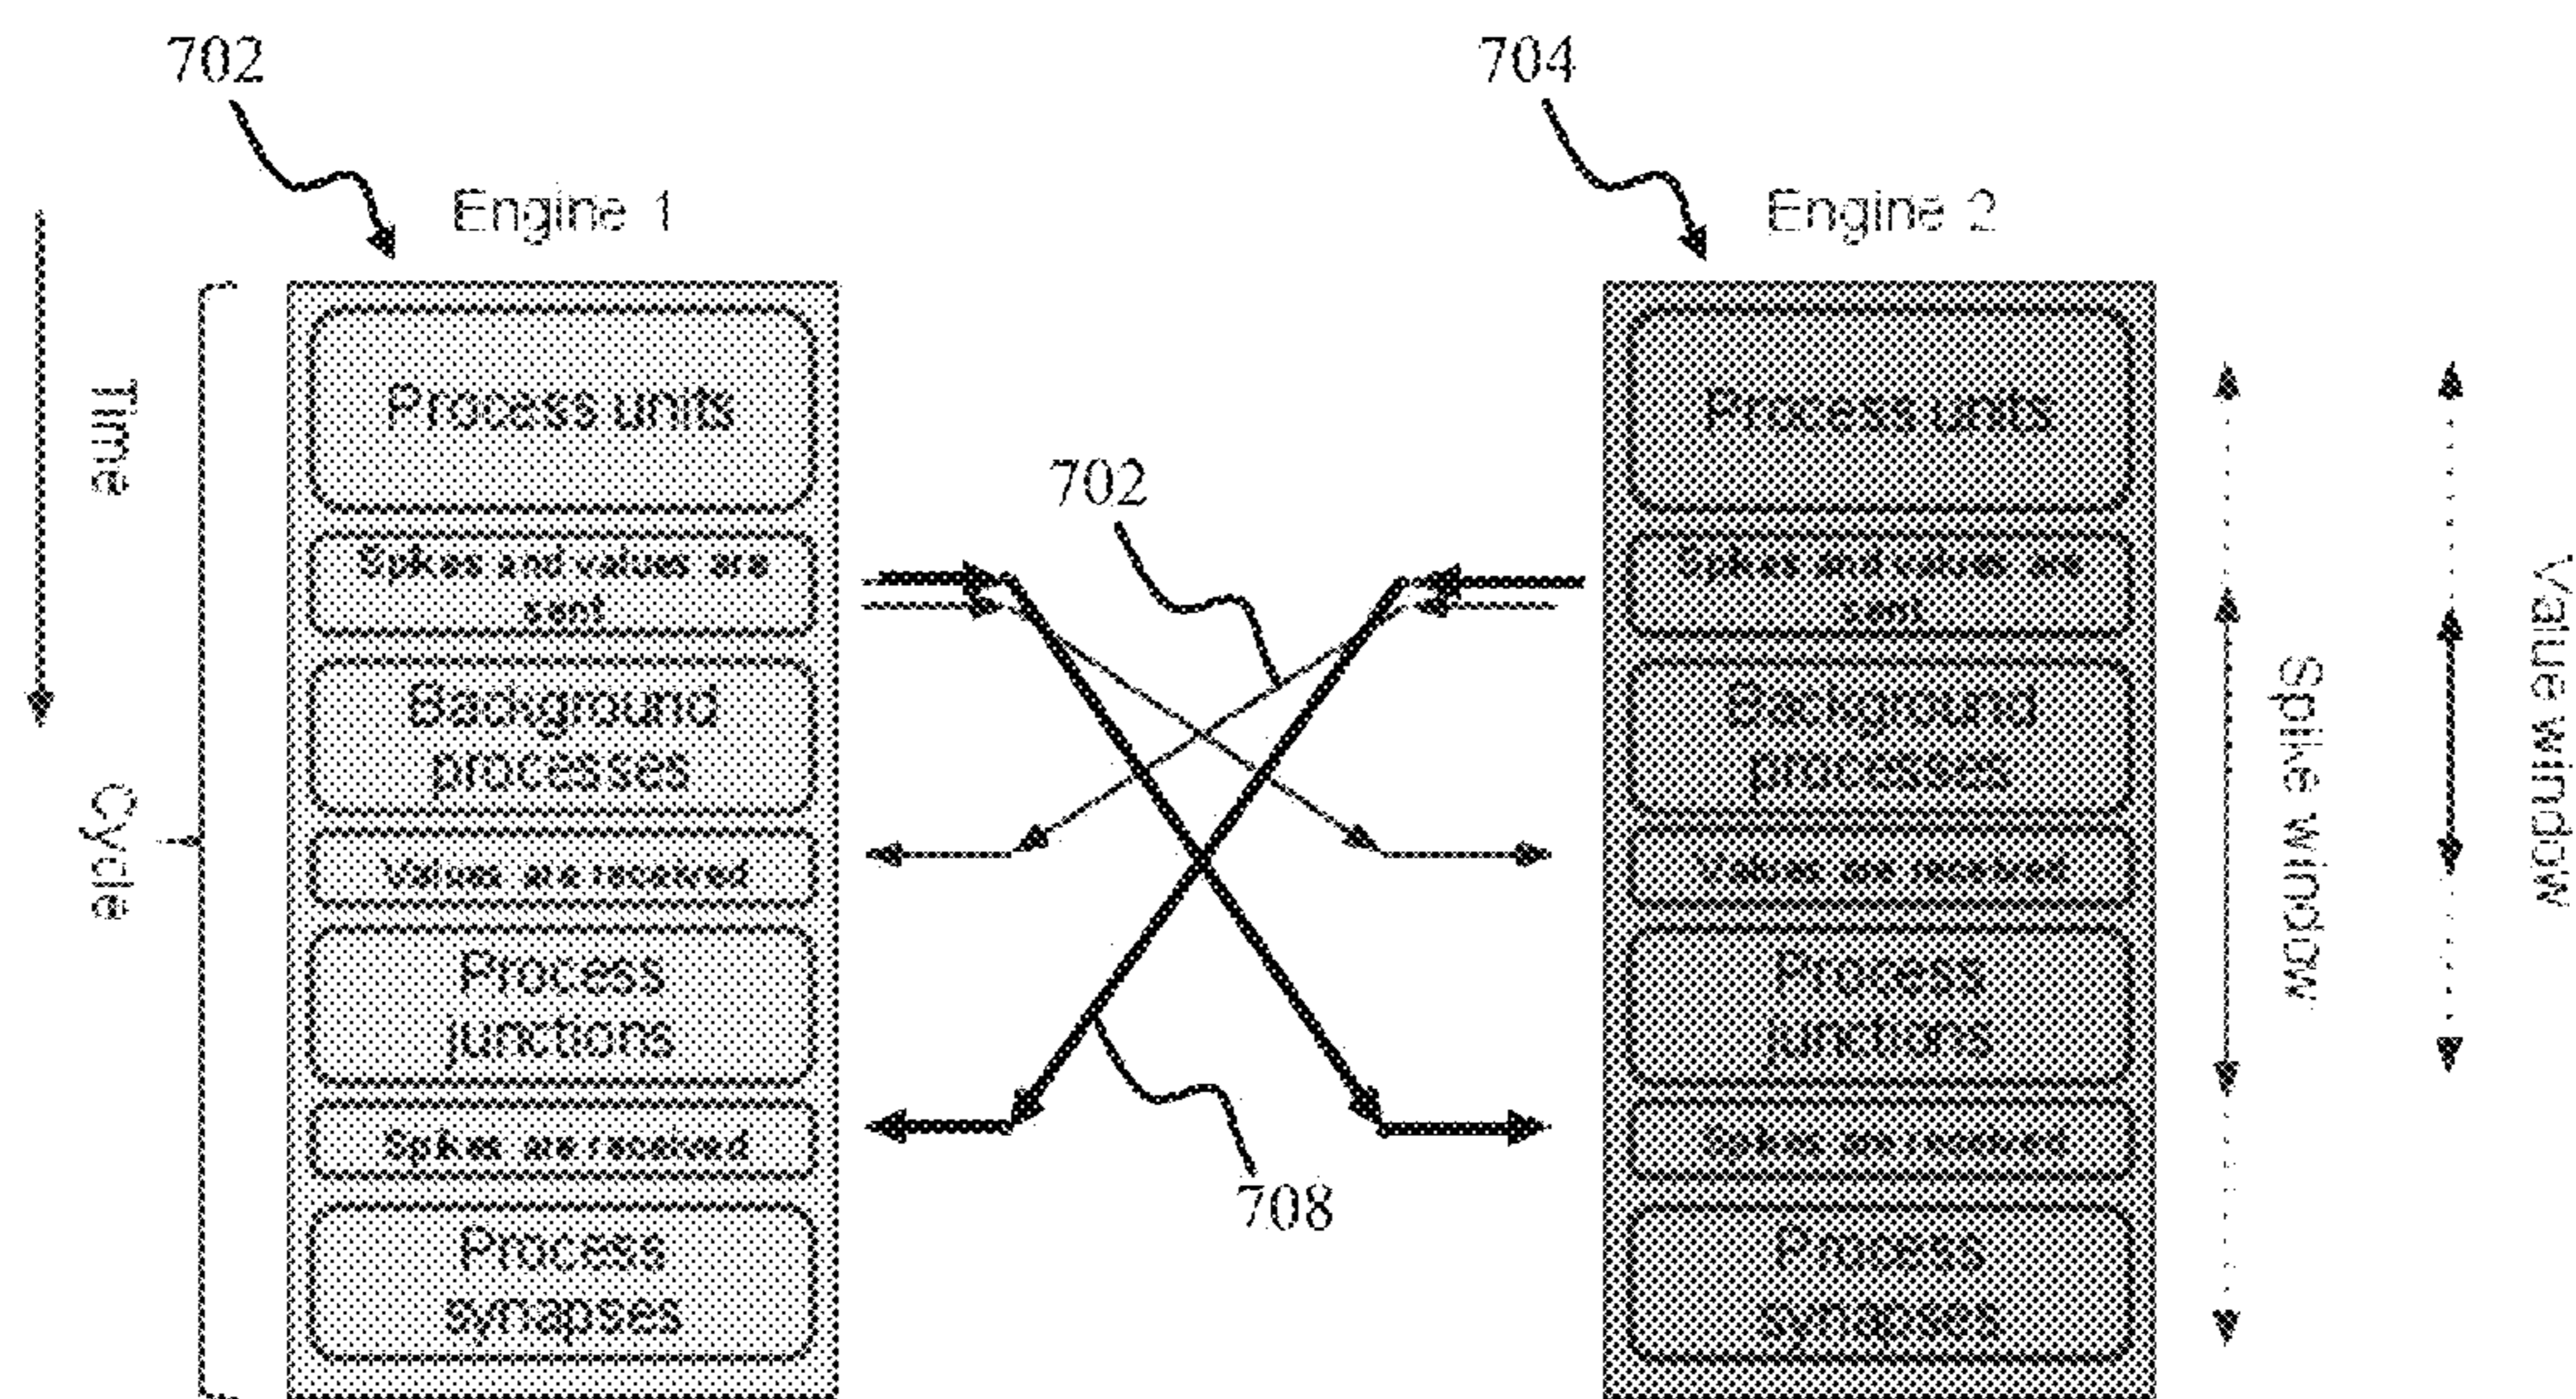 702
704
Engine 1
Engine 2
Time
Cycle
Process units
Spikes and values are
sent
Background
processes
Values are received
Process
junctions
Spikes are received
Process
synapses
702
708
Process units
Spikes and values are
sent
Background
processes
Values are received
Process
junctions
Spikes are received
Process
synapses
Spike window
Value window